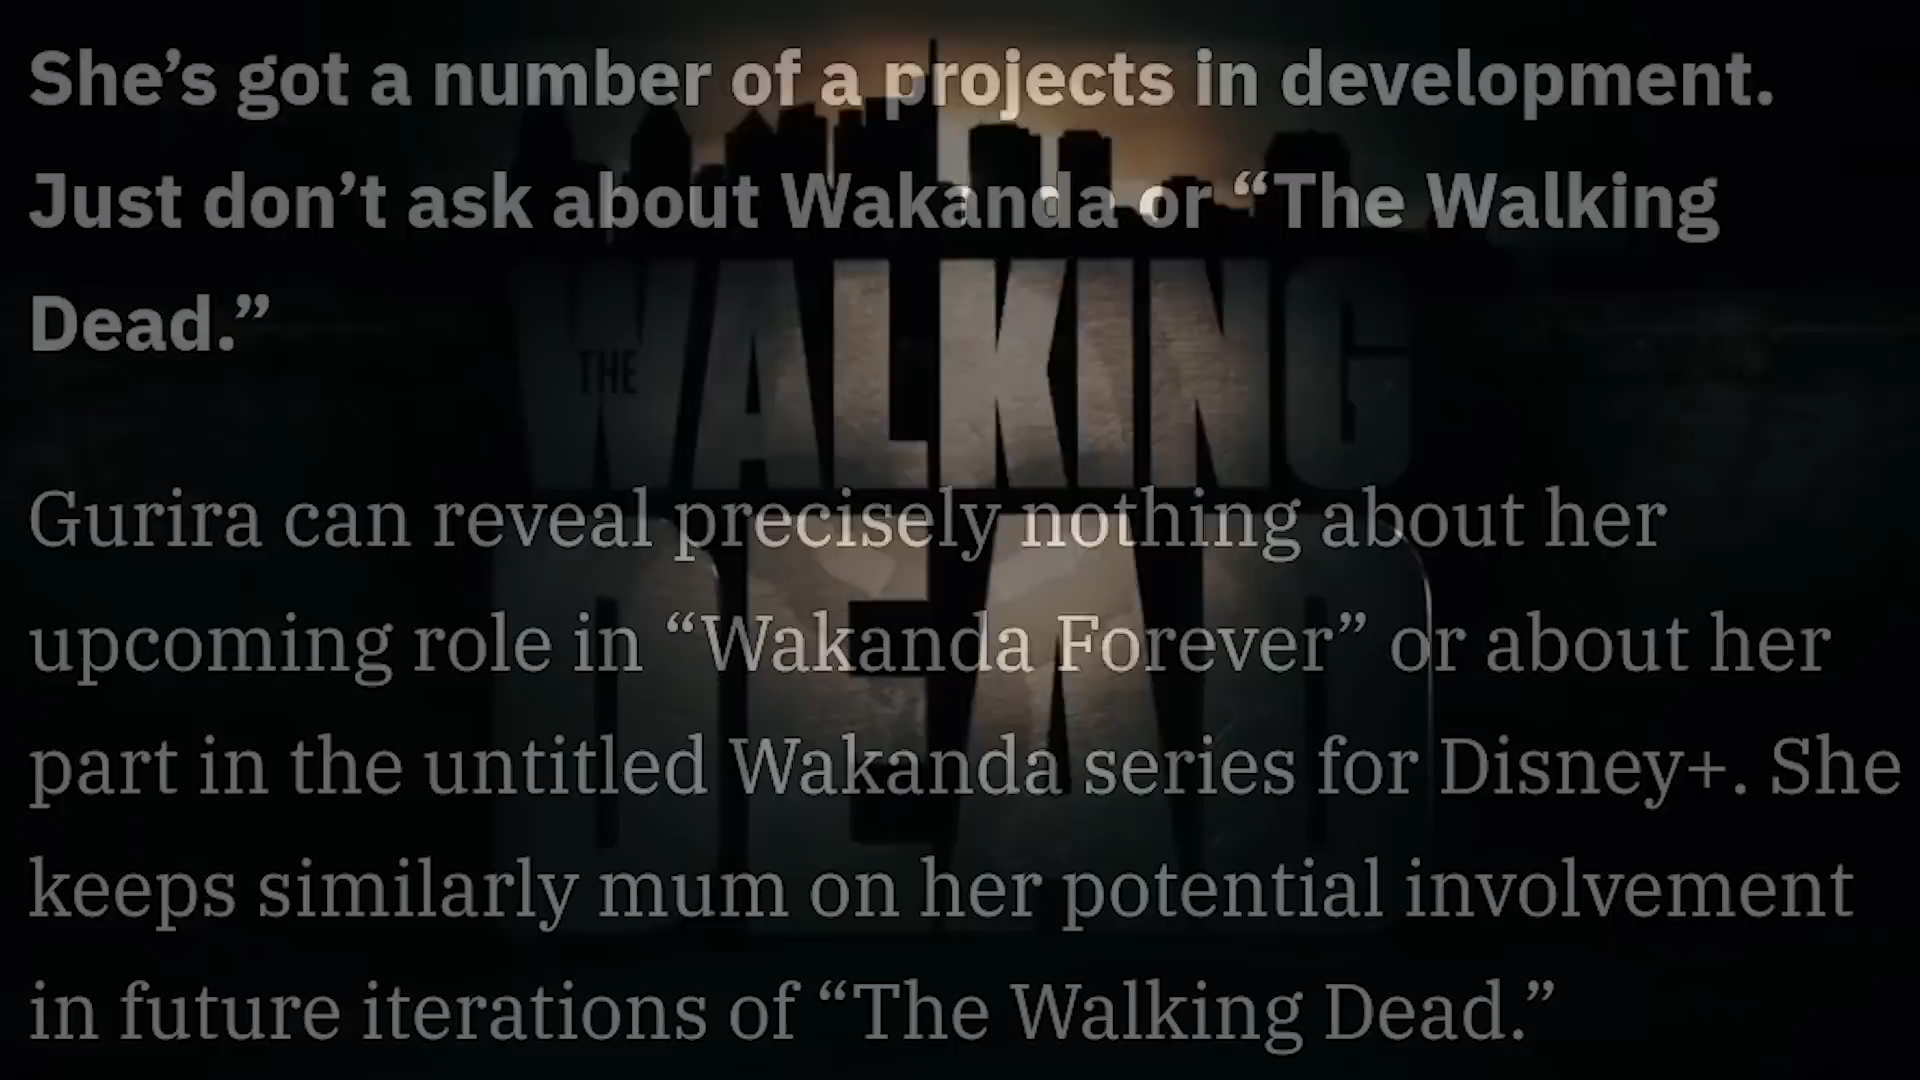 She’s got a number of a projects in development.
Just don’t ask about Wakanda or “The Walking
Dead.”
THE
WALKING
DEAD
Gurira can reveal precisely nothing about her
upcoming role in “Wakanda Forever” or about her
part in the untitled Wakanda series for Disney+. She
keeps similarly mum on her potential involvement
in future iterations of “The Walking Dead.”